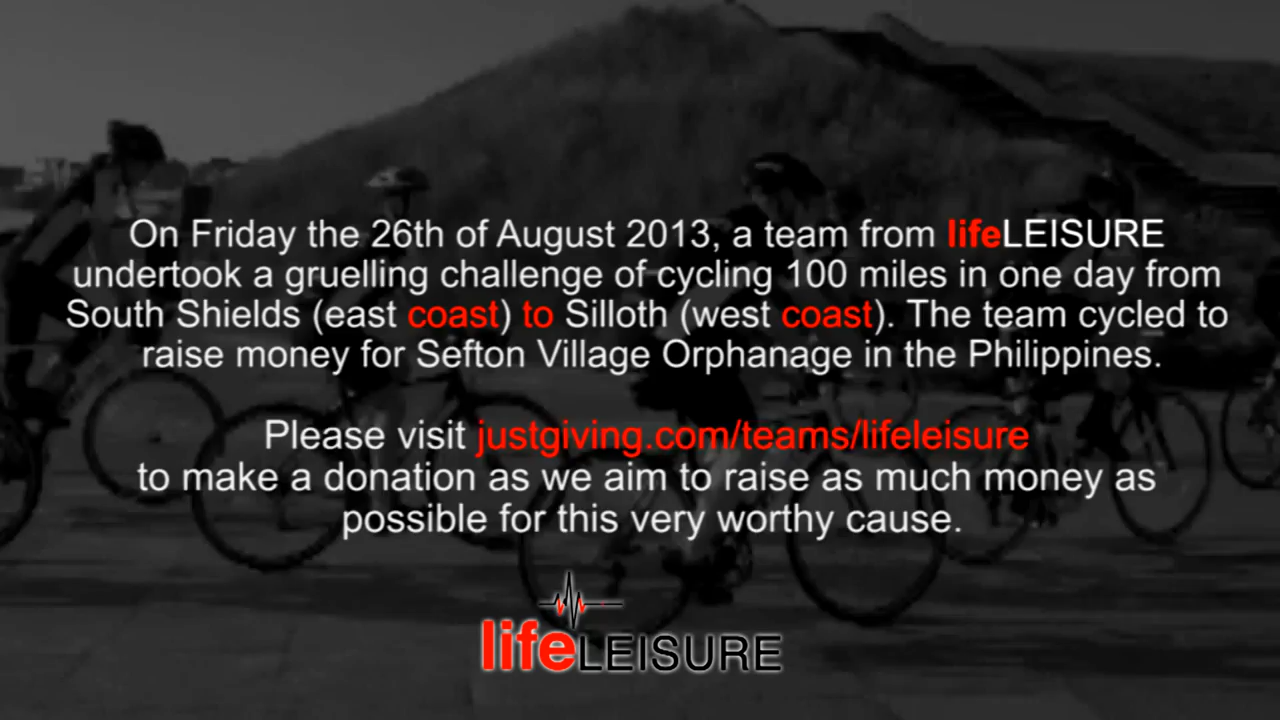 On Friday the 26th of August 2013, a team from lifeLEISURE
undertook a gruelling challenge of cycling 100 miles in one day from
South Shields (east coast) to Silloth (west coast). The team cycled to
raise money for Sefton Village Orphanage in the Philippines.
Please visit justgiving.com/teams/lifeleisure
to make a donation as we aim to raise as much money as
possible for this very worthy cause.
lifeLEISURE